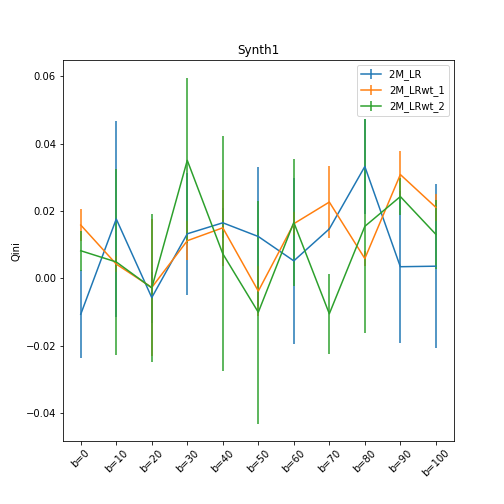 Synth1
2M_LR
2M_LRwt_1
2M_LRwt_2
Qini
0.06
0.04
0.02
0.00
−0.02
−0.04
b=0
b=10
b=20
b=30
b=40
b=50
b=60
b=70
b=80
b=90
b=100